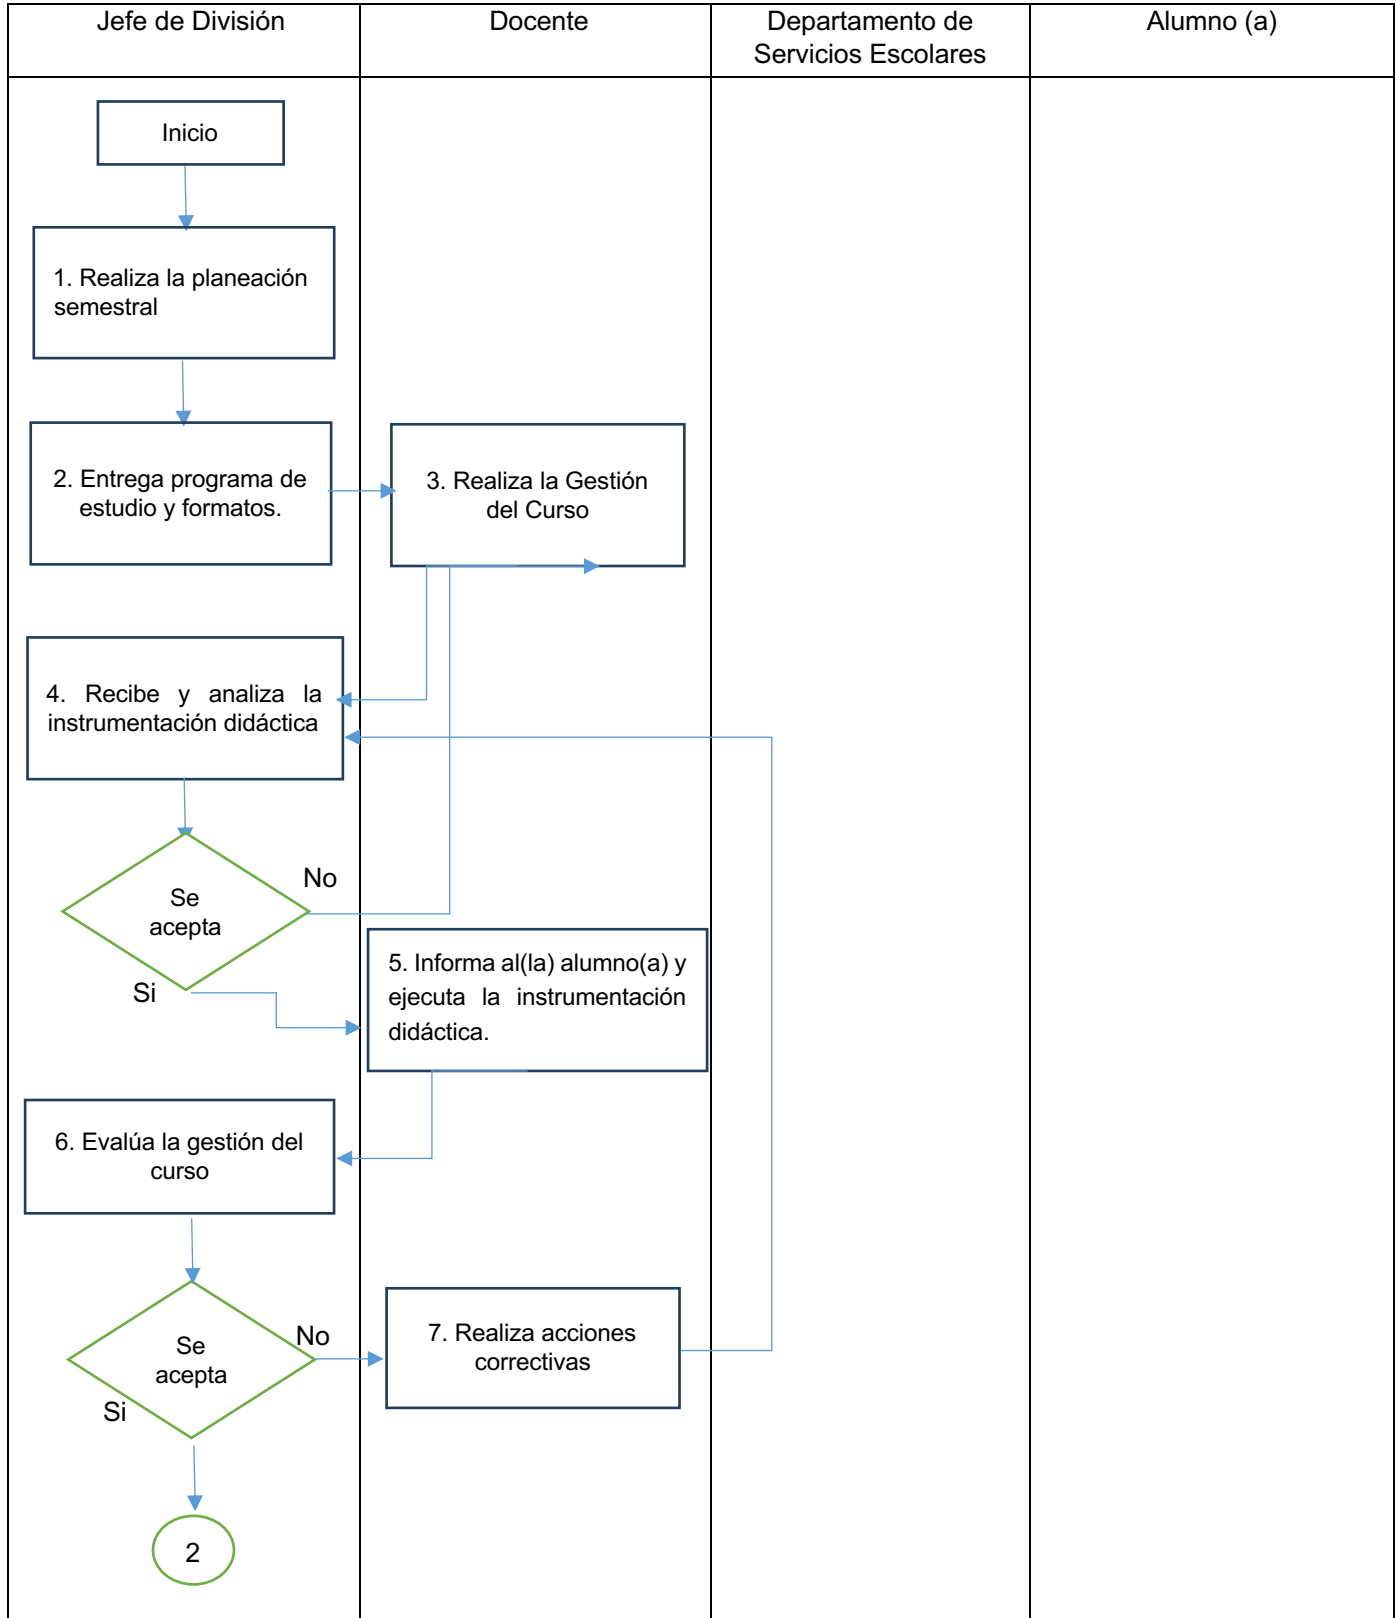 Jefe de División
Docente
Departamento de
Servicios Escolares
Alumno (a)
Inicio
1. Realiza la planeación
semestral
2. Entrega programa de
estudio y formatos.
3. Realiza la Gestión
del Curso
4. Recibe y analiza la
instrumentación didáctica
Se
acepta
No
Si
5. Informa al(la) alumno(a) y
ejecuta la instrumentación
didáctica.
6. Evalúa la gestión del
curso
Se
acepta
No
Si
7. Realiza acciones
correctivas
2